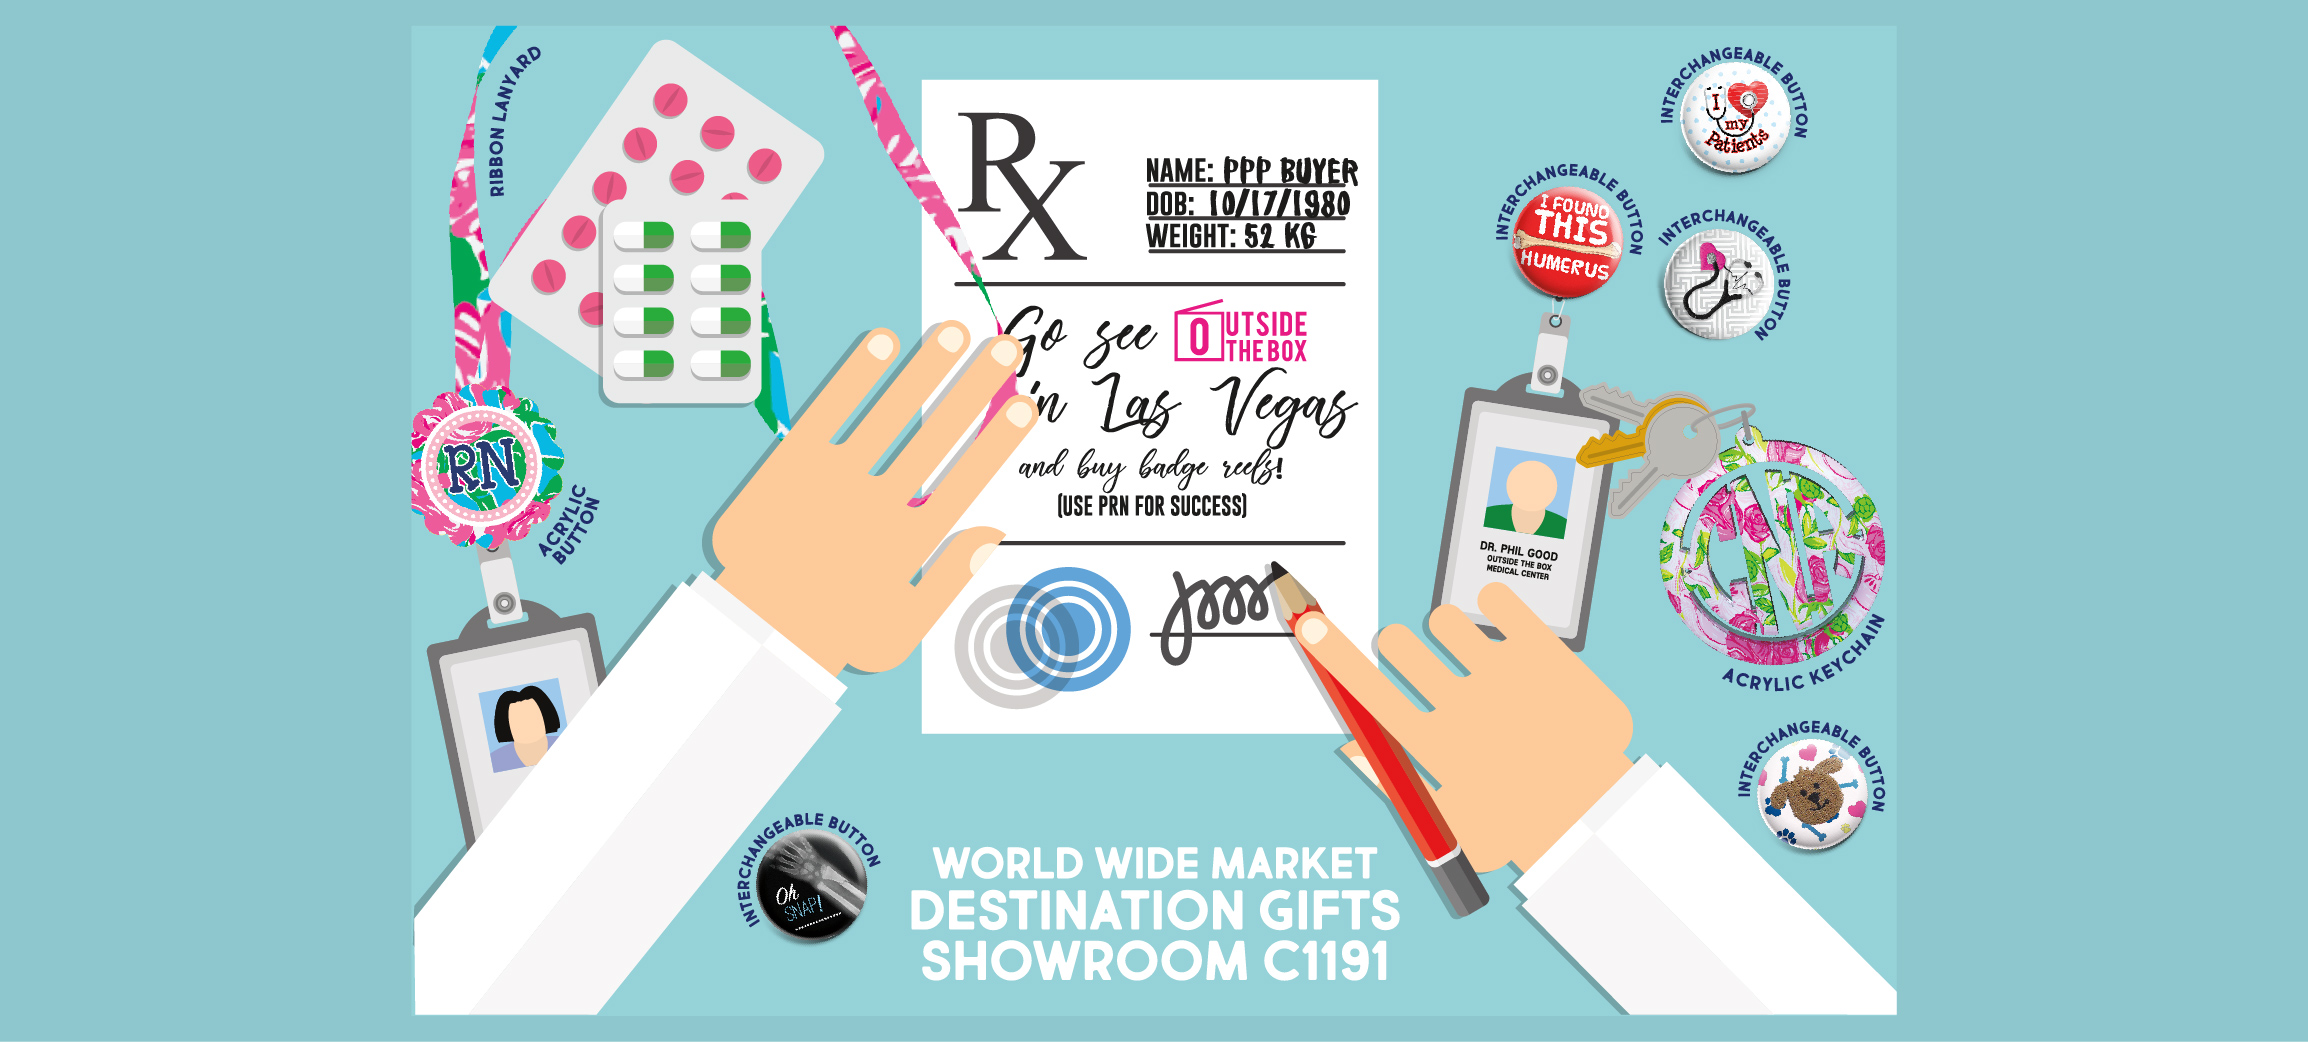 RIBBON LANYARD
RN
ACRYLIC
BUTTON
RX
NAME: PPP BUYER
DOB: 10/17/1980
WEIGHT: 52 KG
Go see OUTSIDE
THE BOX
in Las Vegas
and buy badge reels!
(USE PRN FOR SUCCESS)
INTERCHANGEABLE BUTTON
I
my
Patients
INTERCHANGEABLE BUTTON
I FOUND
THIS
HUMERUS
INTERCHANGEABLE BUTTON
DR. PHIL GOOD
OUTSIDE THE BOX
MEDICAL CENTER
ACRYLIC KEYCHAIN
INTERCHANGEABLE BUTTON
INTERCHANGEABLE BUTTON
Oh
SNAP!
WORLD WIDE MARKET
DESTINATION GIFTS
SHOWROOM C1191